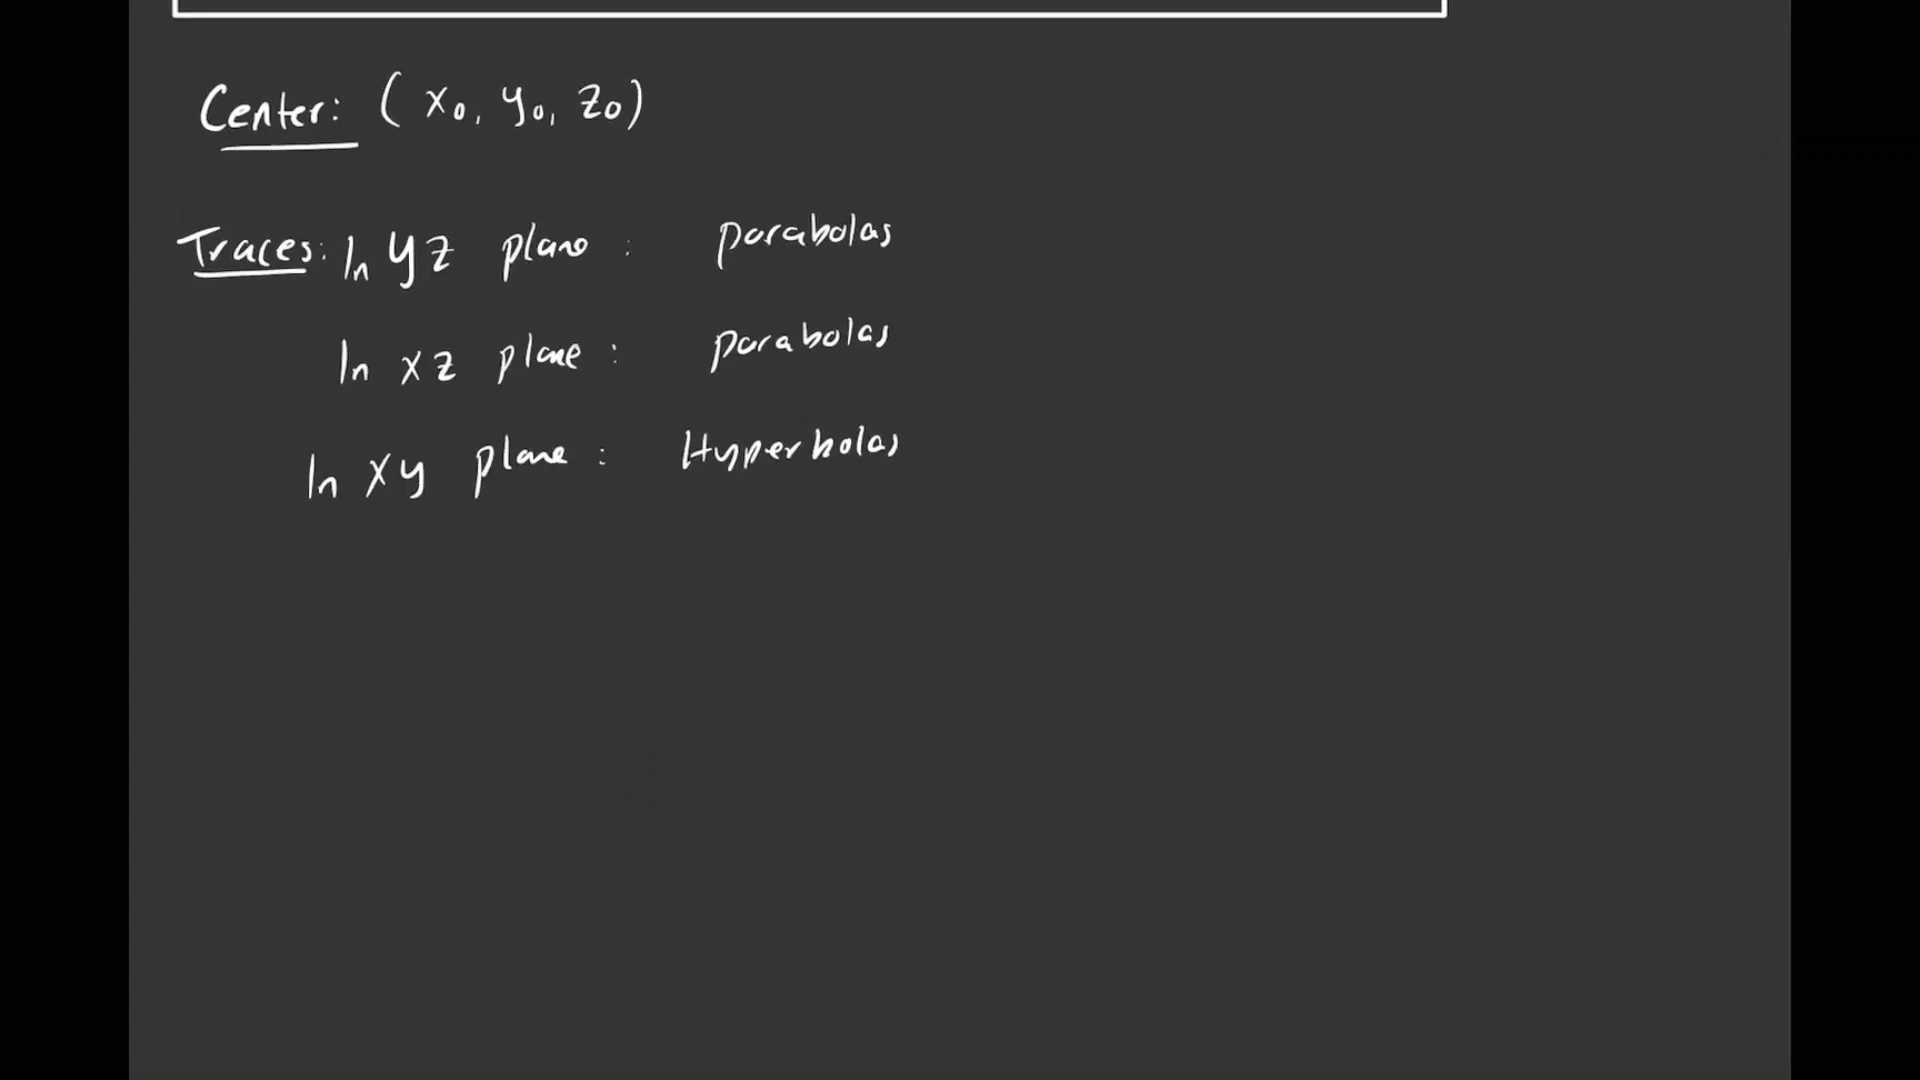 Center: (x₀, y₀, z₀)
Traces: In yz plane : parabolas
In xz plane : parabolas
In xy plane : Hyperbolas